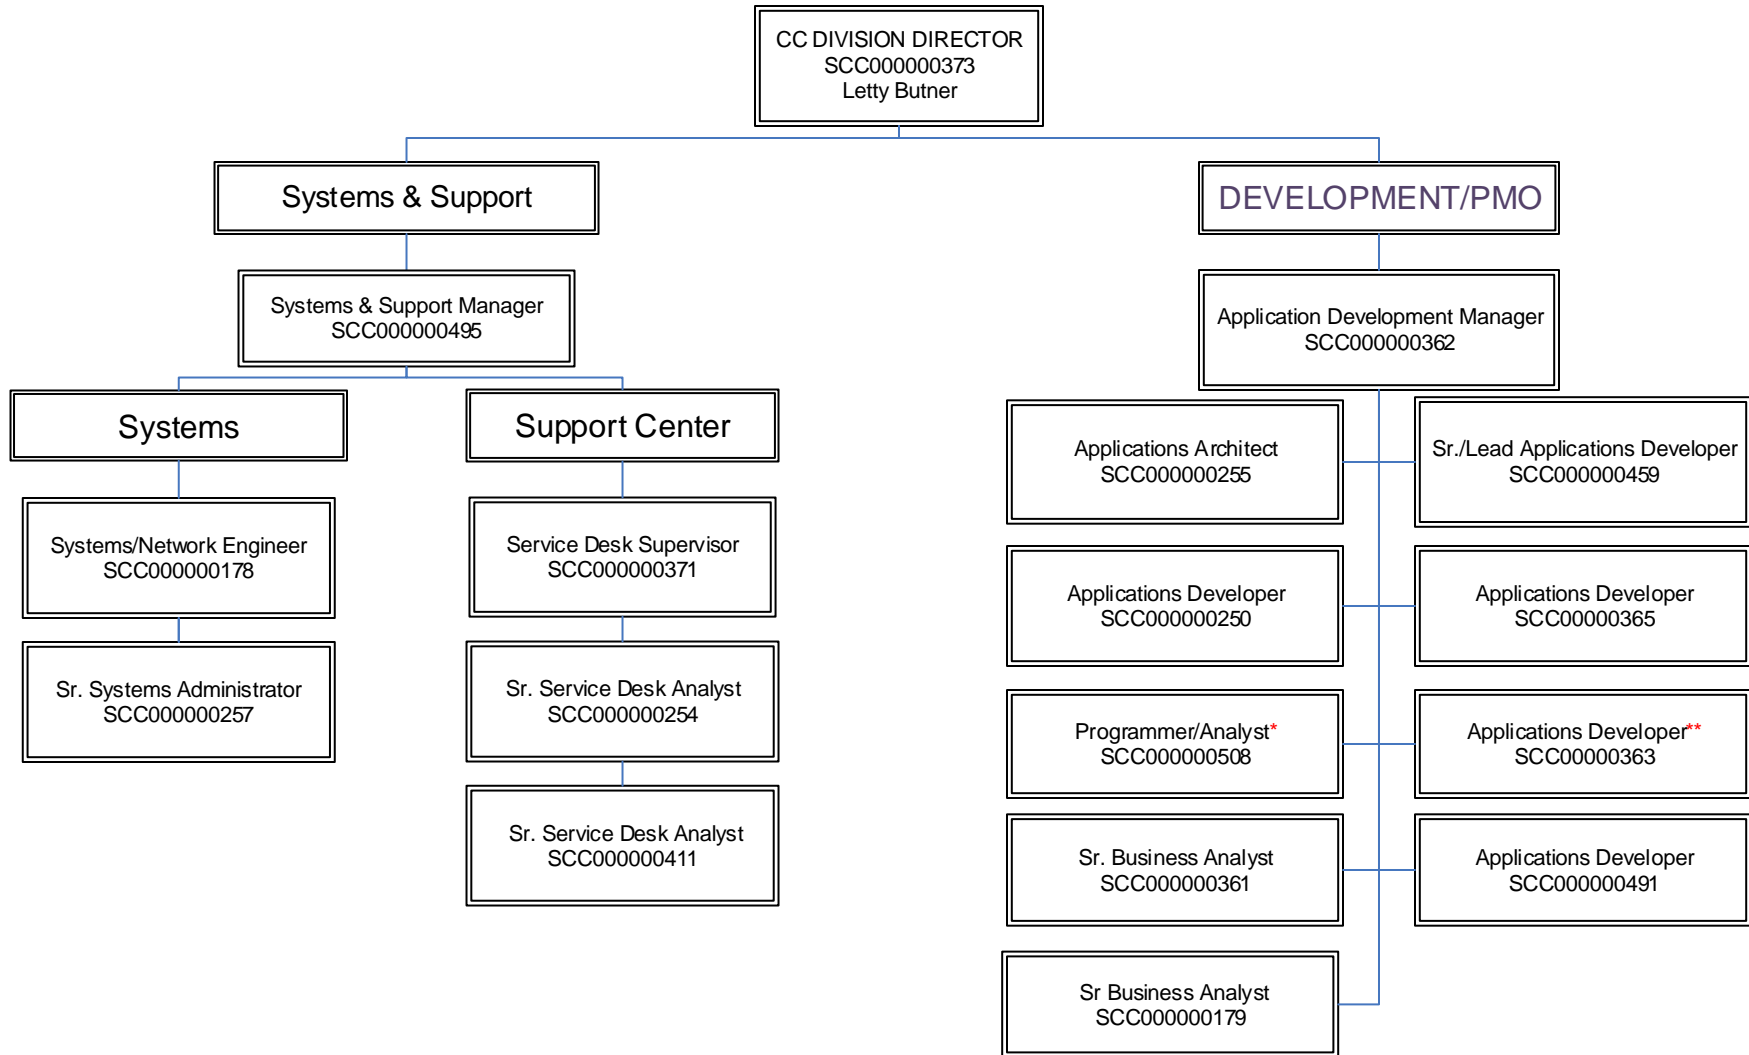 CC DIVISION DIRECTOR
SCC000000373
Letty Butner
Systems & Support
DEVELOPMENT/PMO
Systems & Support Manager
SCC000000495
Application Development Manager
SCC000000362
Systems
Support Center
Applications Architect
SCC000000255
Sr./Lead Applications Developer
SCC000000459
Systems/Network Engineer
SCC000000178
Service Desk Supervisor
SCC000000371
Applications Developer
SCC000000250
Applications Developer
SCC00000365
Sr. Systems Administrator
SCC000000257
Sr. Service Desk Analyst
SCC000000254
Programmer/Analyst*
SCC000000508
Applications Developer**
SCC00000363
Sr. Service Desk Analyst
SCC000000411
Sr. Business Analyst
SCC000000361
Applications Developer
SCC000000491
Sr Business Analyst
SCC000000179